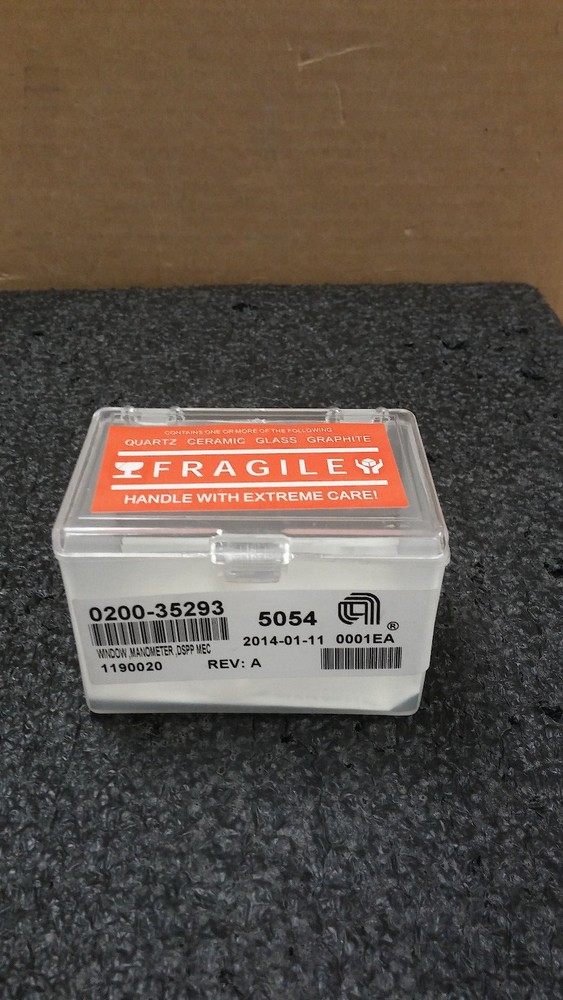 CONTAINS ONE OR MORE OF THE FOLLOWING
QUARTZ CERAMIC GLASS GRAPHITE
FRAGILE
HANDLE WITH EXTREME CARE!
0200-35293 5054 ®
2014-01-11 0001EA
WINDOW ,MANOMETER ,DSPP MEC
1190020 REV: A